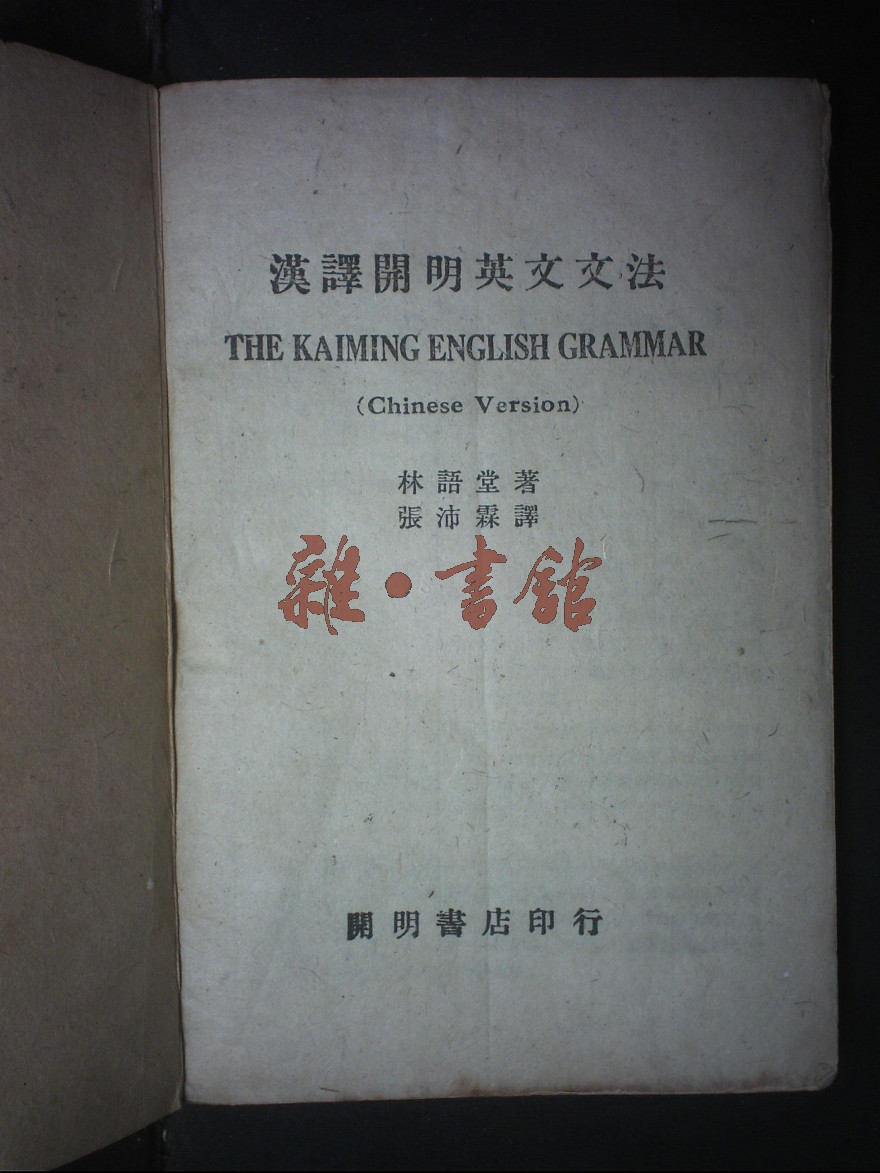 漢譯開明英文文法
THE KAIMING ENGLISH GRAMMAR
(Chinese Version)
林語堂著
張沛霖譯
雜•書館
開明書店印行